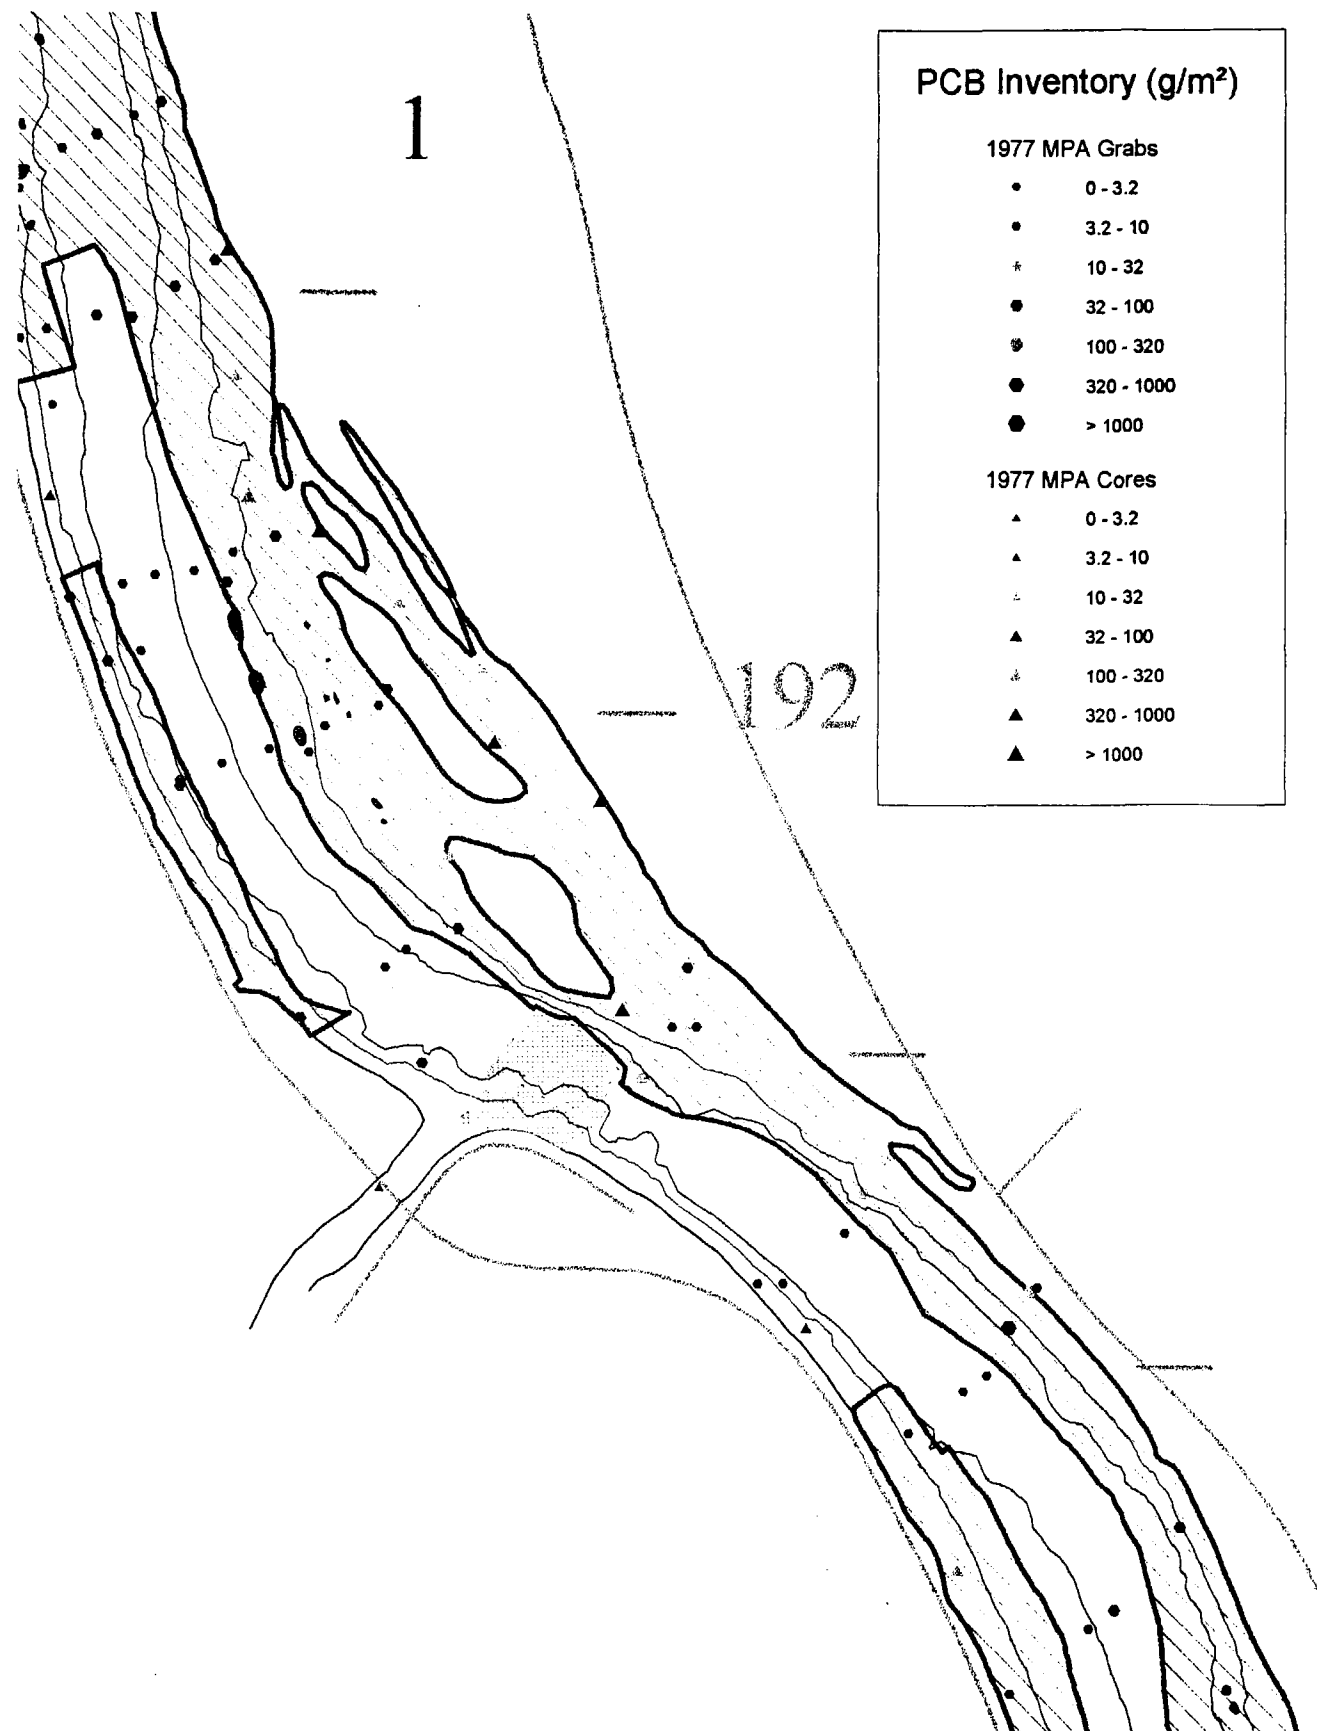 1
192
PCB Inventory (g/m²)
1977 MPA Grabs
0 - 3.2
3.2 - 10
10 - 32
32 - 100
100 - 320
320 - 1000
> 1000
1977 MPA Cores
0 - 3.2
3.2 - 10
10 - 32
32 - 100
100 - 320
320 - 1000
> 1000